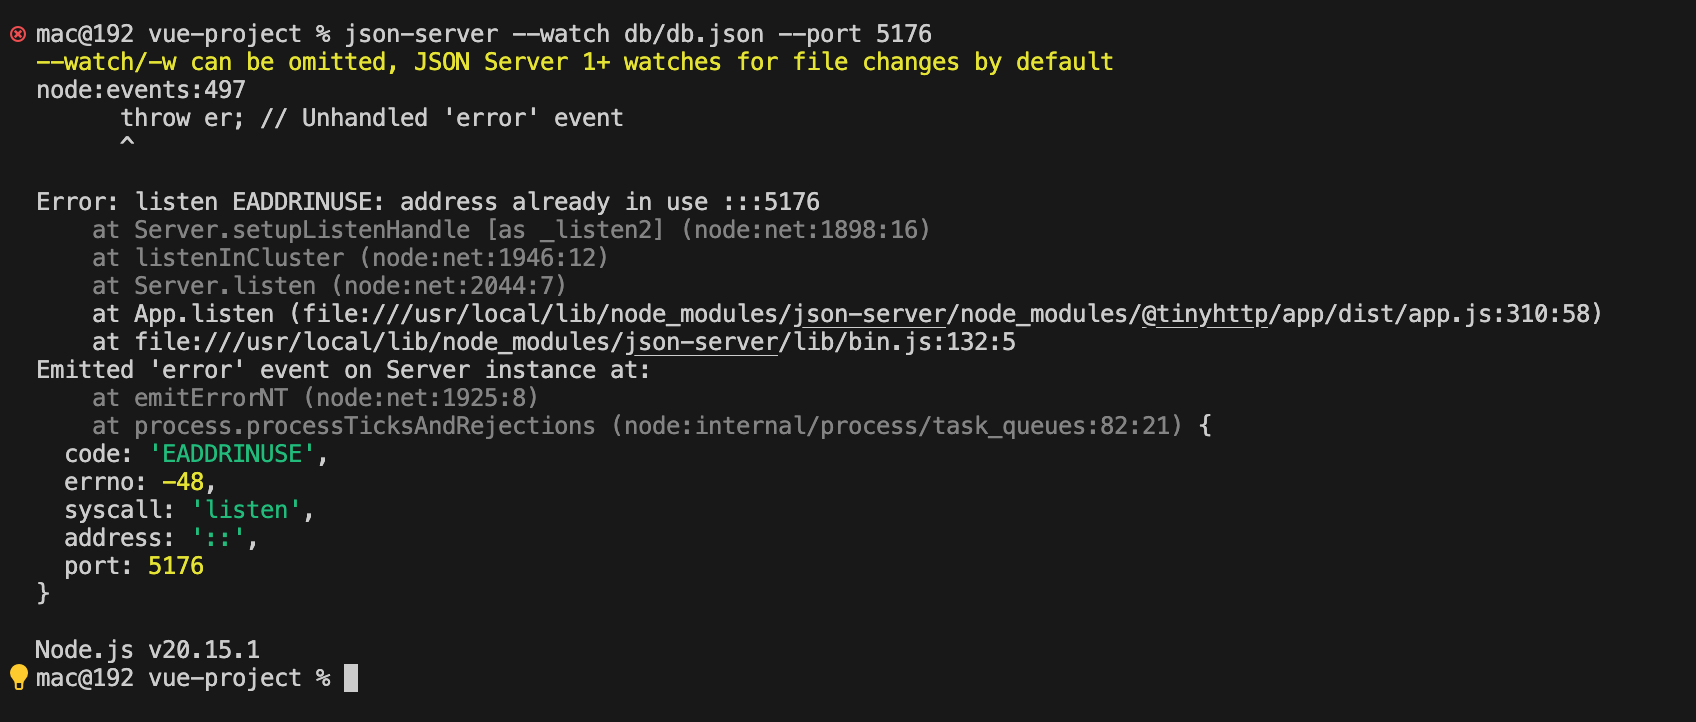 mac@192 vue-project % json-server --watch db/db.json --port 5176
--watch/-w can be omitted, JSON Server 1+ watches for file changes by default
node:events:497
      throw er; // Unhandled 'error' event
      ^

Error: listen EADDRINUSE: address already in use :::5176
    at Server.setupListenHandle [as _listen2] (node:net:1898:16)
    at listenInCluster (node:net:1946:12)
    at Server.listen (node:net:2044:7)
    at App.listen (file:///usr/local/lib/node_modules/json-server/node_modules/@tinyhttp/app/dist/app.js:310:58)
    at file:///usr/local/lib/node_modules/json-server/lib/bin.js:132:5
Emitted 'error' event on Server instance at:
    at emitErrorNT (node:net:1925:8)
    at process.processTicksAndRejections (node:internal/process/task_queues:82:21) {
  code: 'EADDRINUSE',
  errno: -48,
  syscall: 'listen',
  address: '::',
  port: 5176
}

Node.js v20.15.1
mac@192 vue-project %